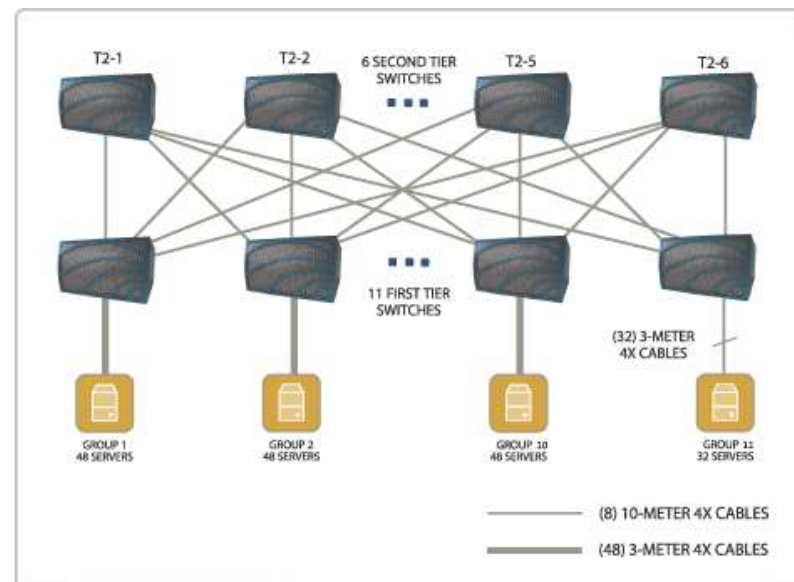 T2-1
T2-2
6 SECOND TIER
SWITCHES
T2-5
T2-6
11 FIRST TIER
SWITCHES
(32) 3-METER
4X CABLES
GROUP 1
48 SERVERS
GROUP 2
48 SERVERS
GROUP 10
48 SERVERS
GROUP 11
32 SERVERS
(8) 10-METER 4X CABLES
(48) 3-METER 4X CABLES